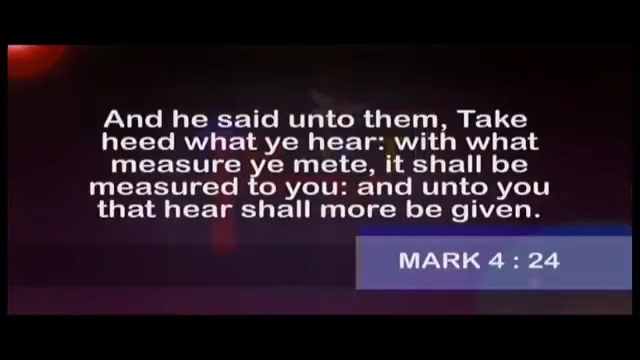 And he said unto them, Take
heed what ye hear: with what
measure ye mete, it shall be
measured to you: and unto you
that hear shall more be given.
MARK 4 : 24